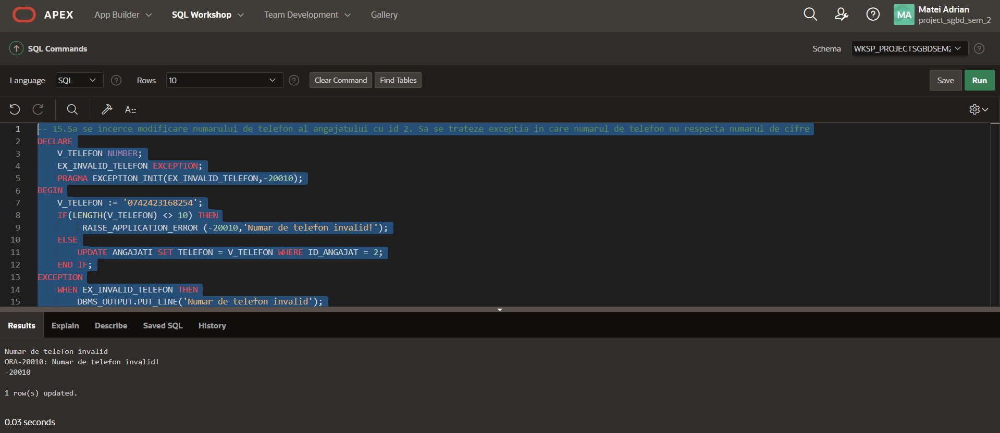 APEX App Builder SQL Workshop Team Development Gallery MA Matei Adrian
project_sgbd_sem_2
SQL Commands Schema WKSP_PROJECTSGBDSEM2
Language SQL Rows 10 Clear Command Find Tables Save Run
1 -- 15.Sa se incerce modificare numarului de telefon al angajatului cu id 2. Sa se trateze exceptia in care numarul de telefon nu respecta numarul de cifre
2 DECLARE
3 V_TELEFON NUMBER;
4 EX_INVALID_TELEFON EXCEPTION;
5 PRAGMA EXCEPTION_INIT(EX_INVALID_TELEFON,-20010);
6 BEGIN
7 V_TELEFON := '0742423168254';
8 IF(LENGTH(V_TELEFON) <> 10) THEN
9 RAISE_APPLICATION_ERROR (-20010,'Numar de telefon invalid!');
10 ELSE
11 UPDATE ANGAJATI SET TELEFON = V_TELEFON WHERE ID_ANGAJAT = 2;
12 END IF;
13 EXCEPTION
14 WHEN EX_INVALID_TELEFON THEN
15 DBMS_OUTPUT.PUT_LINE('Numar de telefon invalid');
Results Explain Describe Saved SQL History
Numar de telefon invalid
ORA-20010: Numar de telefon invalid!
-20010
1 row(s) updated.
0.03 seconds